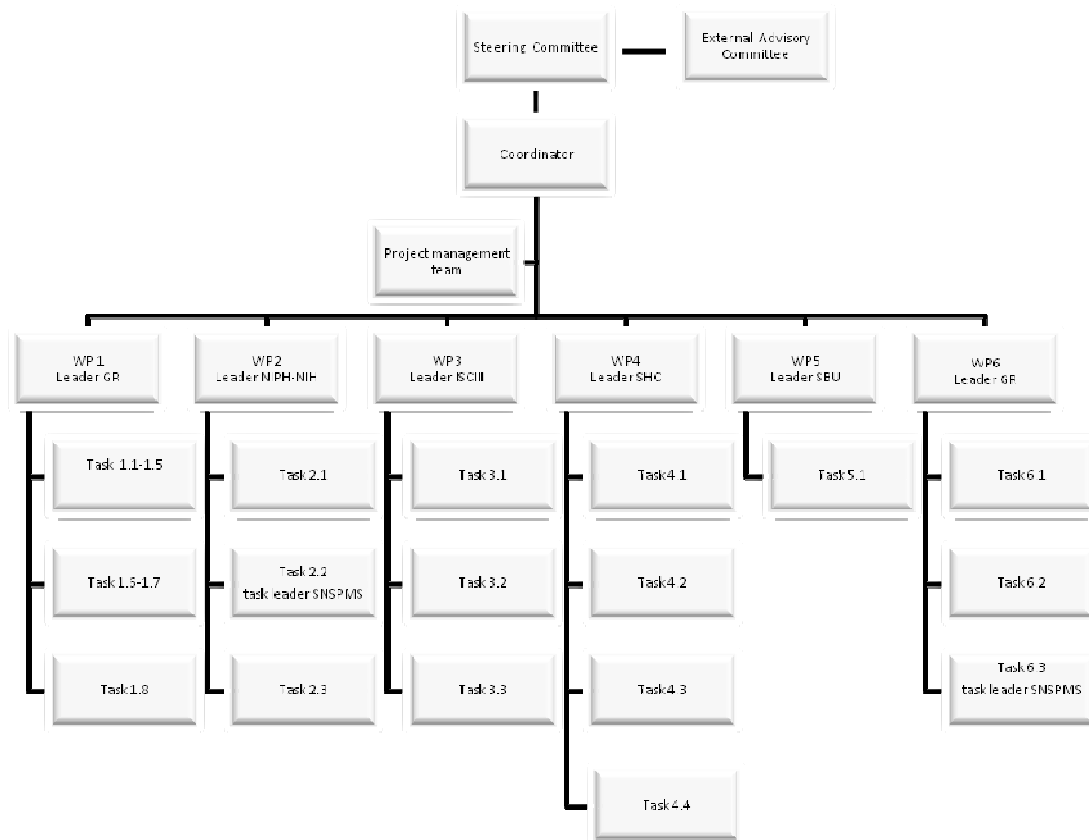 Steering Committee
External Advisory
Committee
Coordinator
Project management
team
WP1
Leader GR
WP2
Leader NIPH-NIH
WP3
Leader ISCIII
WP4
Leader SHC
WP5
Leader SBU
WP6
Leader GR
Task 1.1-1.5
Task 2.1
Task 3.1
Task 4.1
Task 5.1
Task 6.1
Task 1.6-1.7
Task 2.2
task leader SNSPMS
Task 3.2
Task 4.2
Task 6.2
Task 1.8
Task 2.3
Task 3.3
Task 4.3
Task 6.3
task leader SNSPMS
Task 4.4